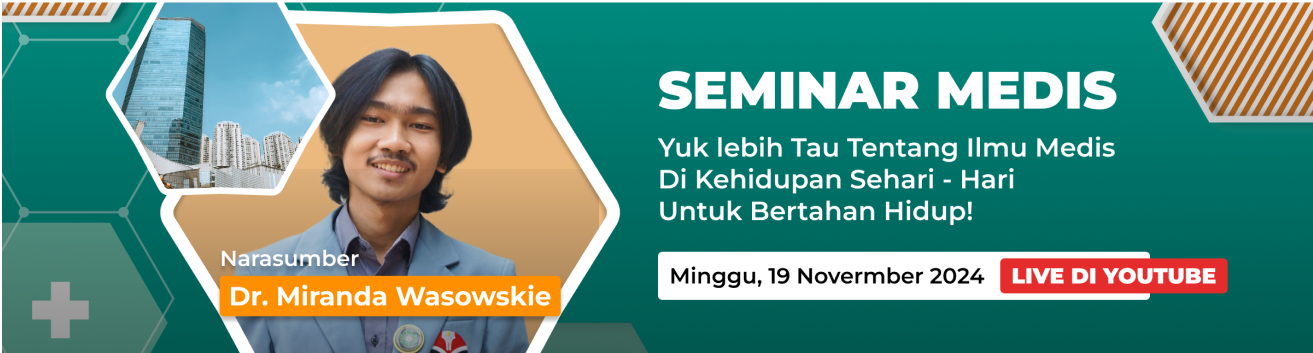 SEMINAR MEDIS
Yuk lebih Tau Tentang Ilmu Medis
Di Kehidupan Sehari - Hari
Untuk Bertahan Hidup!
Minggu, 19 Novermber 2024
LIVE DI YOUTUBE
Narasumber
Dr. Miranda Wasowskie